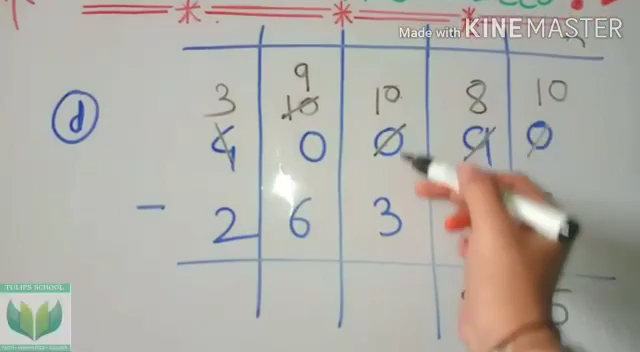 Made with KINEMASTER
d
9
3 10 10 8 10
4 0 0 9 0
- 2 6 3
5
TULIPS SCHOOL